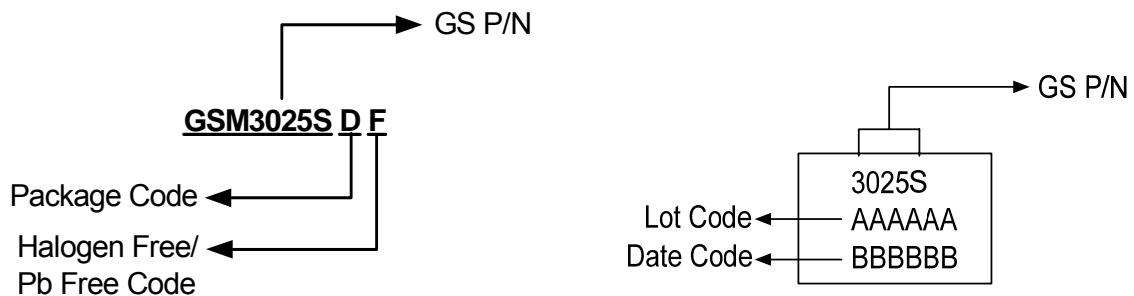 GS P/N
GSM3025S D F
Package Code
Halogen Free/
Pb Free Code
GS P/N
3025S
Lot Code AAAAAA
Date Code BBBBBB